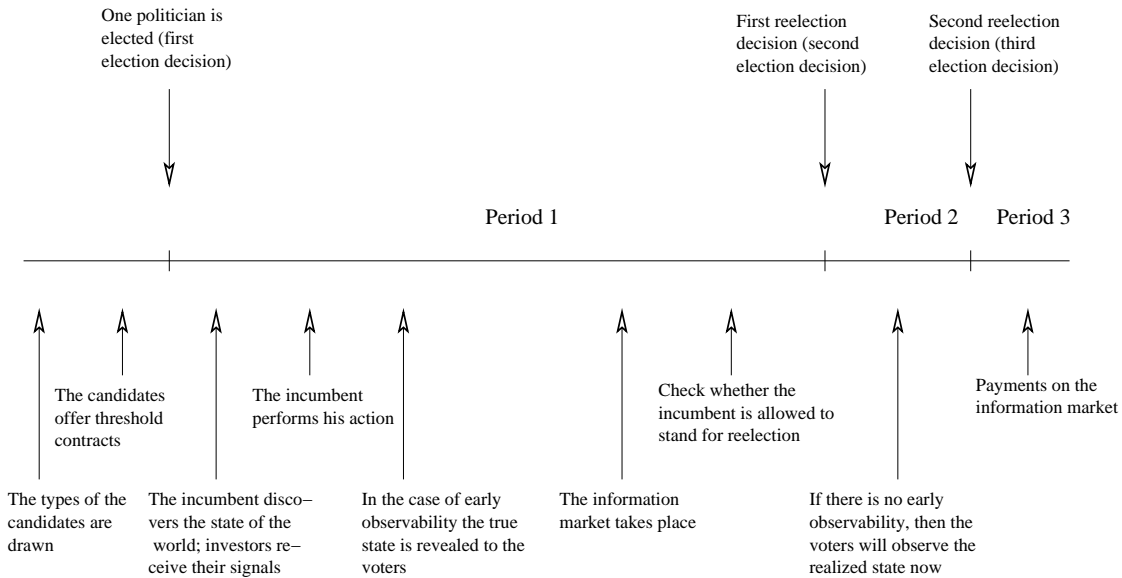 One politician is
elected (first
election decision)
First reelection
decision (second
election decision)
Second reelection
decision (third
election decision)
Period 1
Period 2
Period 3
The candidates
offer threshold
contracts
The incumbent
performs his action
Check whether the
incumbent is allowed to
stand for reelection
Payments on the
information market
The types of the
candidates are
drawn
The incumbent disco–
vers the state of the
world; investors re–
ceive their signals
In the case of early
observability the true
state is revealed to the
voters
The information
market takes place
If there is no early
observability, then the
voters will observe the
realized state now